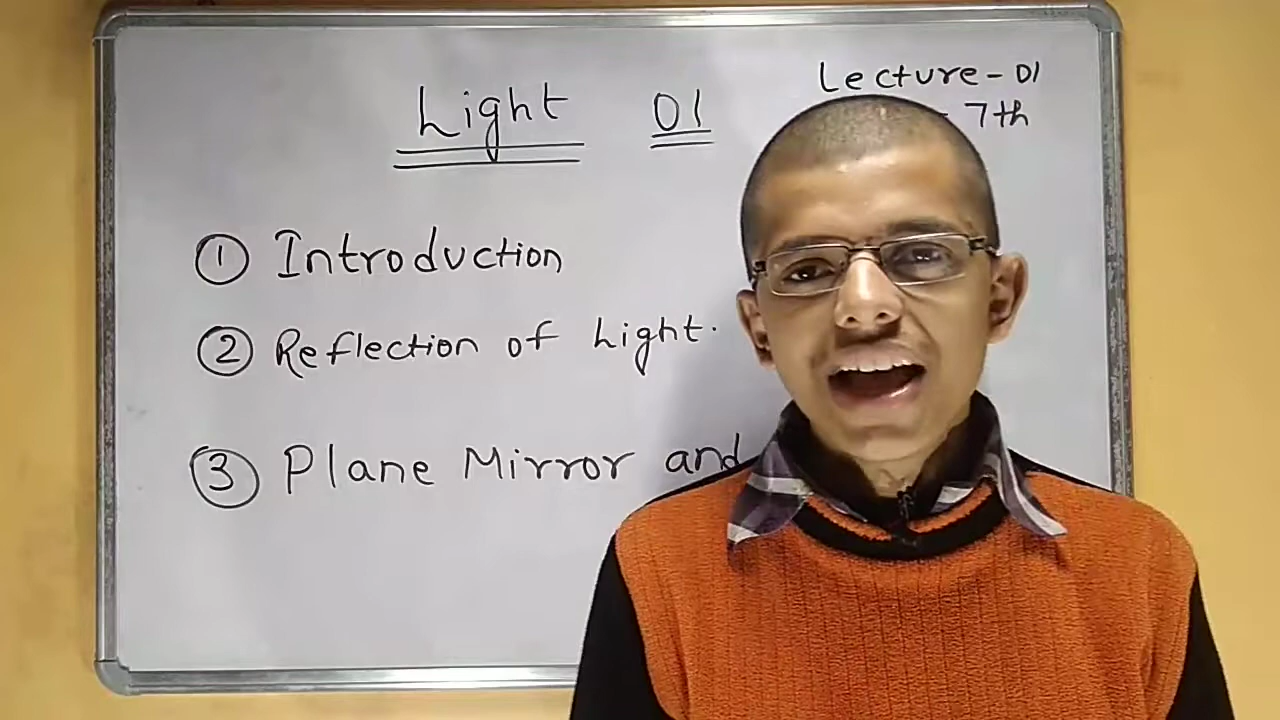 Light 01
Lecture-01
- 7th
① Introduction
② Reflection of Light.
③ Plane Mirror and